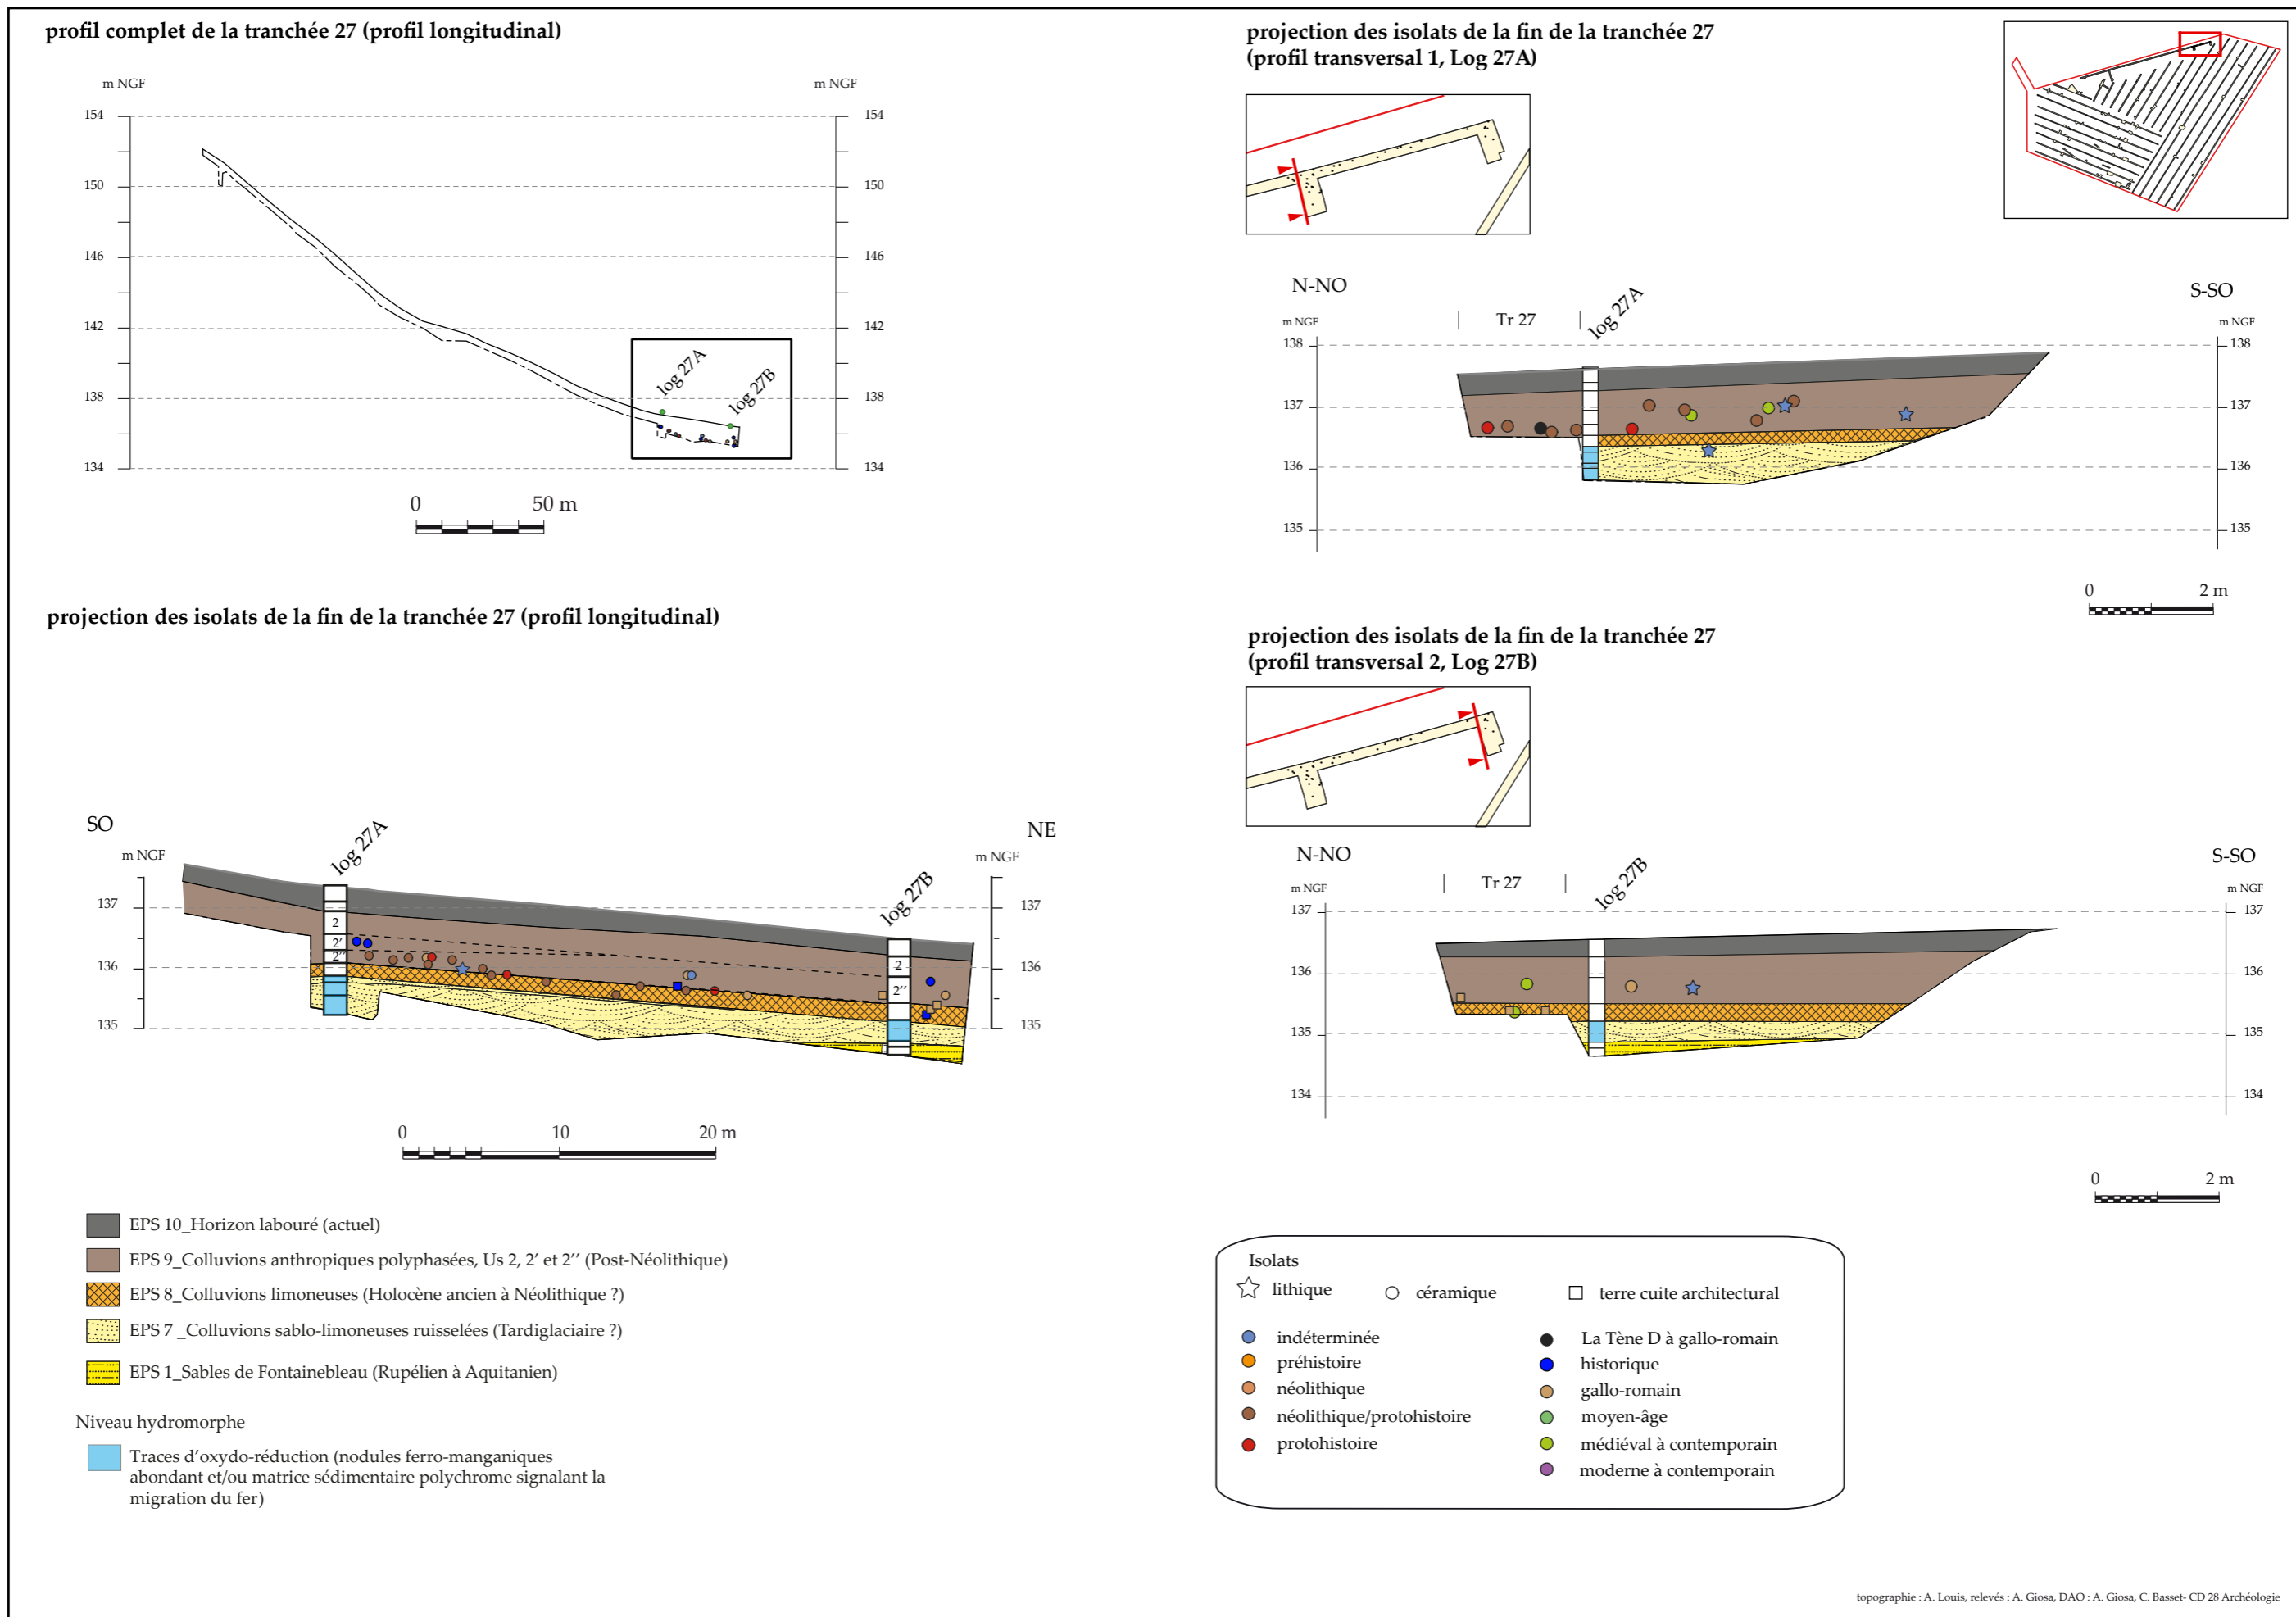 profil complet de la tranchée 27 (profil longitudinal)
m NGF
m NGF
154
154
150
150
146
146
142
142
138
138
134
134
log 27A
log 27B
0
50 m
projection des isolats de la fin de la tranchée 27
(profil transversal 1, Log 27A)
N-NO
S-SO
Tr 27
log 27A
m NGF
m NGF
138
138
137
137
136
136
135
135
0
2 m
projection des isolats de la fin de la tranchée 27 (profil longitudinal)
SO
NE
m NGF
m NGF
log 27A
log 27B
137
137
136
136
135
135
2
2’
2’’
2
2’’
0
10
20 m
projection des isolats de la fin de la tranchée 27
(profil transversal 2, Log 27B)
N-NO
S-SO
Tr 27
log 27B
m NGF
m NGF
137
137
136
136
135
135
134
134
0
2 m
EPS 10_Horizon labouré (actuel)
EPS 9_Colluvions anthropiques polyphasées, Us 2, 2’ et 2’’ (Post-Néolithique)
EPS 8_Colluvions limoneuses (Holocène ancien à Néolithique ?)
EPS 7 _Colluvions sablo-limoneuses ruisselées (Tardiglaciaire ?)
EPS 1_Sables de Fontainebleau (Rupélien à Aquitanien)
Niveau hydromorphe
Traces d’oxydo-réduction (nodules ferro-manganiques
abondant et/ou matrice sédimentaire polychrome signalant la
migration du fer)
Isolats
lithique
céramique
terre cuite architectural
indéterminée
préhistoire
néolithique
néolithique/protohistoire
protohistoire
La Tène D à gallo-romain
historique
gallo-romain
moyen-âge
médiéval à contemporain
moderne à contemporain
topographie : A. Louis, relevés : A. Giosa, DAO : A. Giosa, C. Basset- CD 28 Archéologie